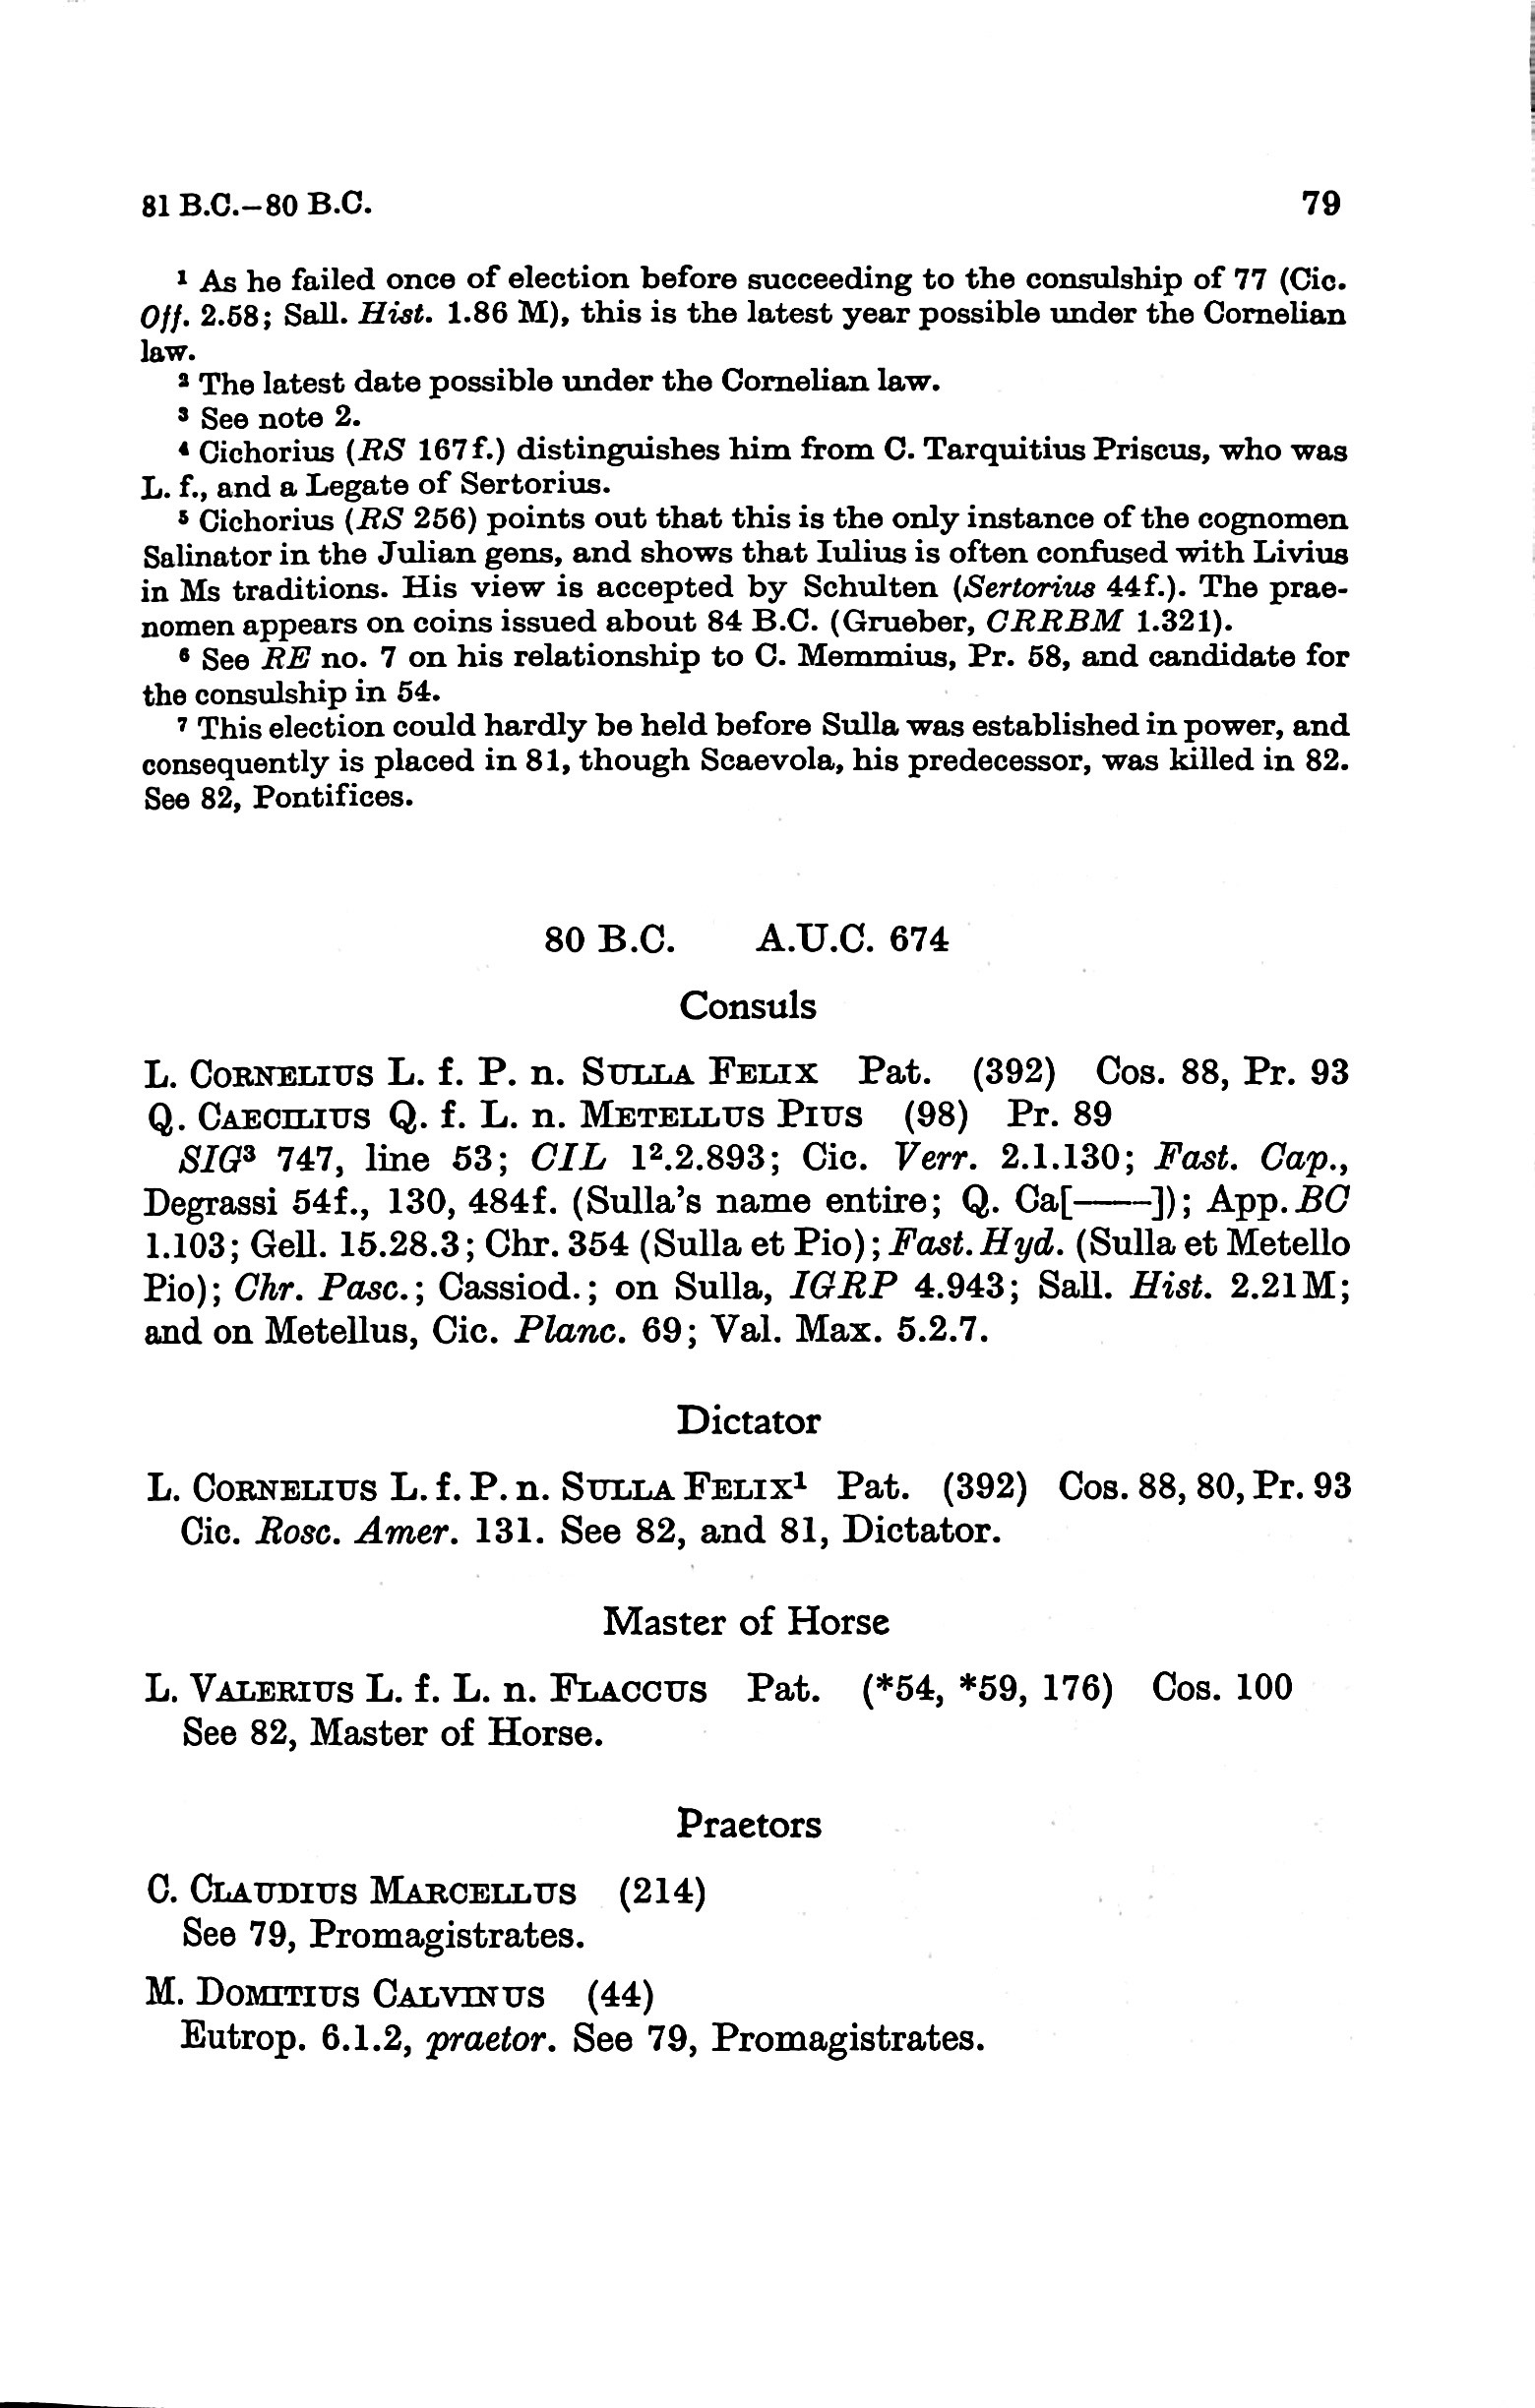 81 B.C.–80 B.C. 79
¹ As he failed once of election before succeeding to the consulship of 77 (Cic.
Off. 2.58; Sall. Hist. 1.86 M), this is the latest year possible under the Cornelian
law.
² The latest date possible under the Cornelian law.
³ See note 2.
⁴ Cichorius (RS 167f.) distinguishes him from C. Tarquitius Priscus, who was
L. f., and a Legate of Sertorius.
⁵ Cichorius (RS 256) points out that this is the only instance of the cognomen
Salinator in the Julian gens, and shows that Iulius is often confused with Livius
in Ms traditions. His view is accepted by Schulten (Sertorius 44f.). The prae-
nomen appears on coins issued about 84 B.C. (Grueber, CRRBM 1.321).
⁶ See RE no. 7 on his relationship to C. Memmius, Pr. 58, and candidate for
the consulship in 54.
⁷ This election could hardly be held before Sulla was established in power, and
consequently is placed in 81, though Scaevola, his predecessor, was killed in 82.
See 82, Pontifices.
80 B.C. A.U.C. 674
Consuls
L. CORNELIUS L. f. P. n. SULLA FELIX Pat. (392) Cos. 88, Pr. 93
Q. CAECILIUS Q. f. L. n. METELLUS PIUS (98) Pr. 89
SIG³ 747, line 53; CIL 1².2.893; Cic. Verr. 2.1.130; Fast. Cap.,
Degrassi 54f., 130, 484f. (Sulla's name entire; Q. Ca[——]); App. BC
1.103; Gell. 15.28.3; Chr. 354 (Sulla et Pio); Fast. Hyd. (Sulla et Metello
Pio); Chr. Pasc.; Cassiod.; on Sulla, IGRP 4.943; Sall. Hist. 2.21M;
and on Metellus, Cic. Planc. 69; Val. Max. 5.2.7.
Dictator
L. CORNELIUS L. f. P. n. SULLA FELIX¹ Pat. (392) Cos. 88, 80, Pr. 93
Cic. Rosc. Amer. 131. See 82, and 81, Dictator.
Master of Horse
L. VALERIUS L. f. L. n. FLACCUS Pat. (*54, *59, 176) Cos. 100
See 82, Master of Horse.
Praetors
C. CLAUDIUS MARCELLUS (214)
See 79, Promagistrates.
M. DOMITIUS CALVINUS (44)
Eutrop. 6.1.2, praetor. See 79, Promagistrates.